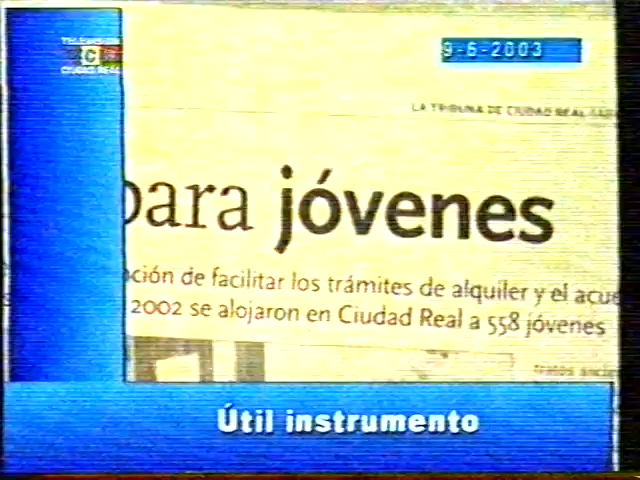 C
9-6-2003
LA TRIBUNA DE CIUDAD REAL
para jóvenes
ción de facilitar los trámites de alquiler y el acue
2002 se alojaron en Ciudad Real a 558 jóvenes
Útil instrumento